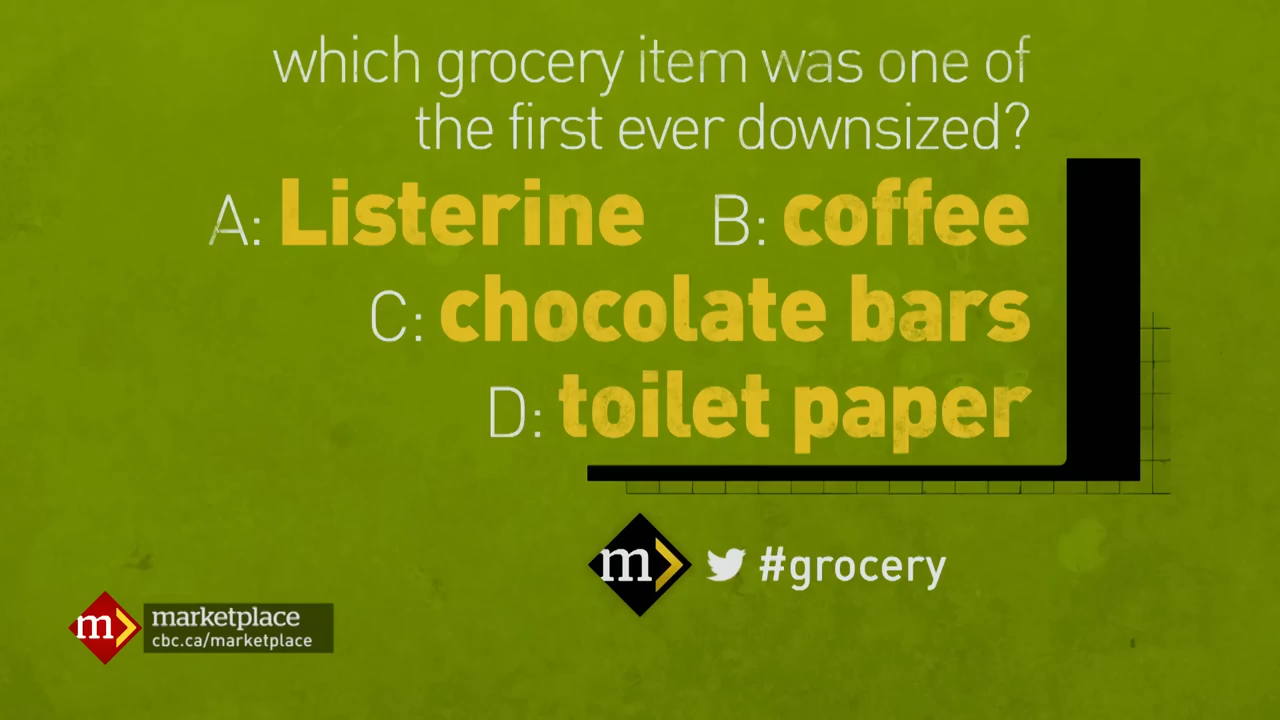 which grocery item was one of
the first ever downsized?
A: Listerine B: coffee
C: chocolate bars
D: toilet paper
m #grocery
m marketplace
cbc.ca/marketplace